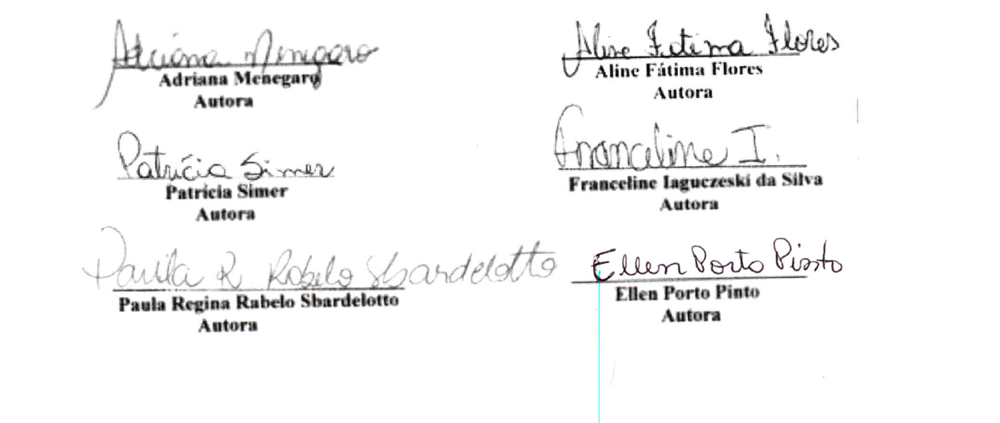 Adriana Menegaro
Adriana Menegaro
Autora
Aline Fatima Flores
Aline Fátima Flores
Autora
Patrícia Simer
Patrícia Simer
Autora
Franceline I.
Franceline Iaguczeski da Silva
Autora
Paula R Rabelo Sbardelotto
Paula Regina Rabelo Sbardelotto
Autora
Ellen Porto Pinto
Ellen Porto Pinto
Autora